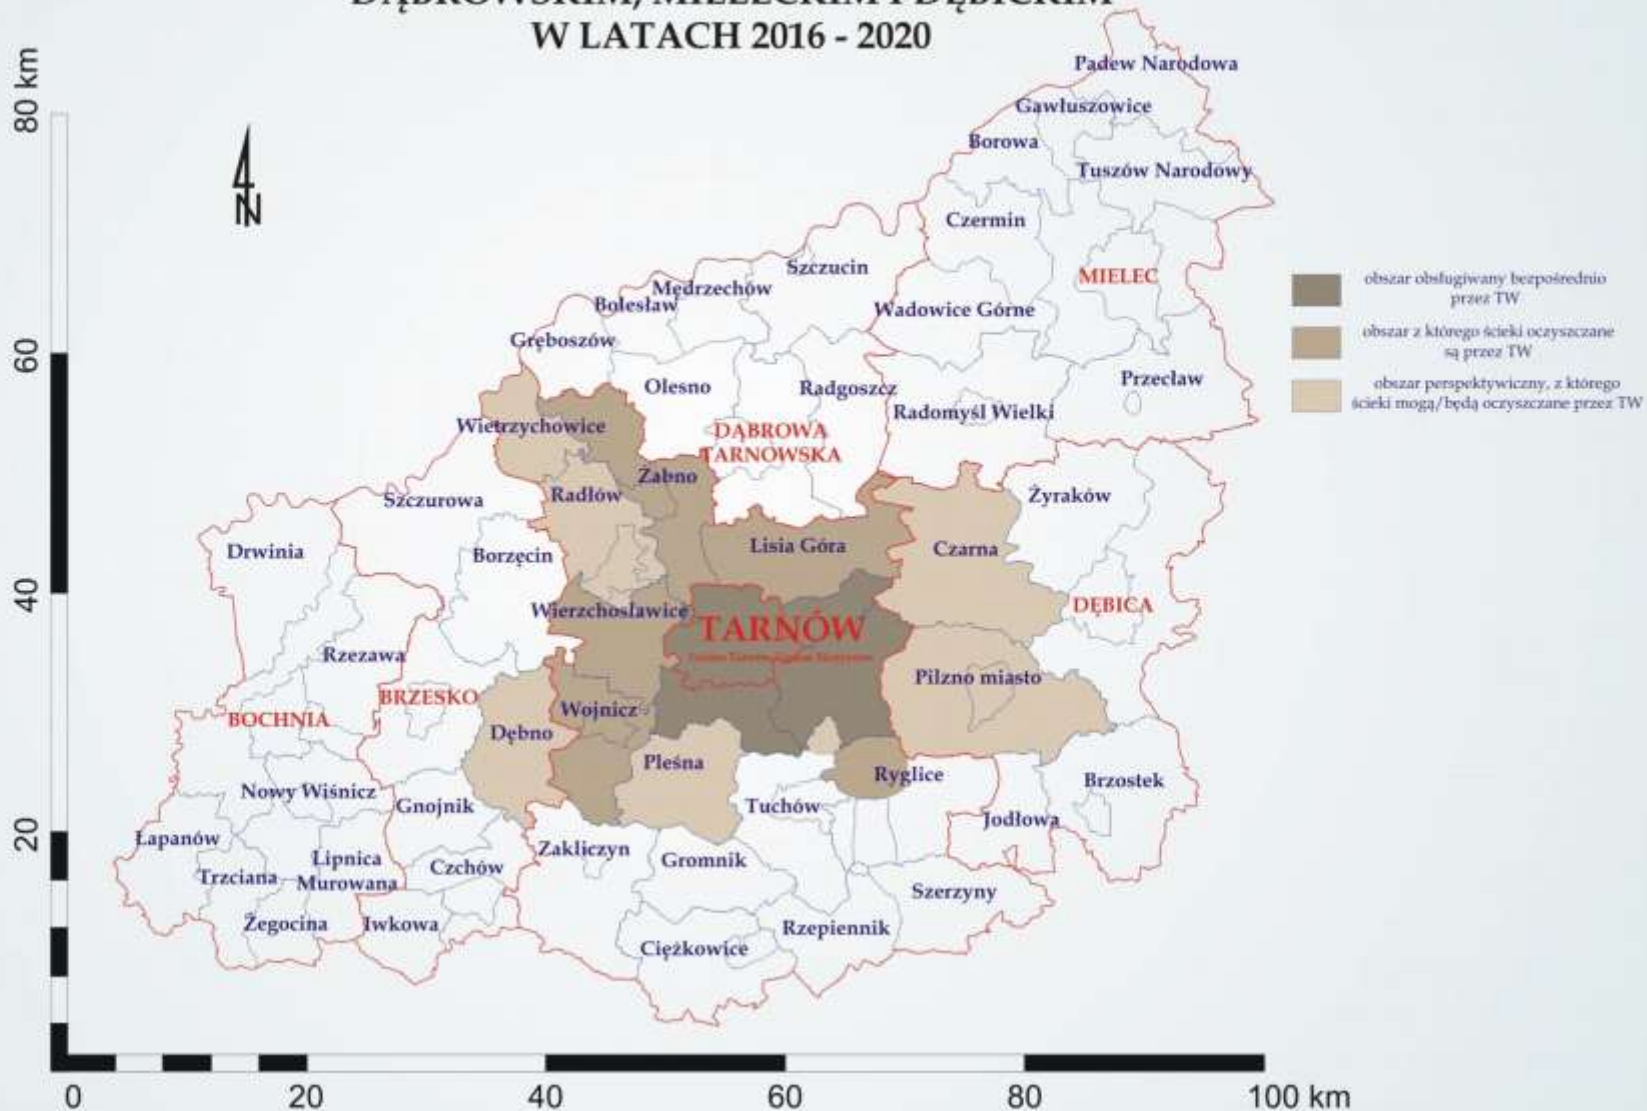 DĄBROWSKIM, MIELECKIM I DĘBICKIM
W LATACH 2016 - 2020
80 km
60
40
20
0
20
40
60
80
100 km
N
Padew Narodowa
Gawłuszowice
Borowa
Tuszów Narodowy
Czermin
Szczucin
MIELEC
Mędrzechów
Bolesław
Wadowice Górne
Gręboszów
Olesno
Radgoszcz
Przecław
Radomyśl Wielki
Wietrzychowice
DĄBROWA
TARNOWSKA
Żabno
Radłów
Szczurowa
Żyraków
Drwinia
Borzęcin
Lisia Góra
Czarna
Wierzchosławice
TARNÓW
DĘBICA
Rzezawa
Pilzno miasto
BRZESKO
BOCHNIA
Wojnicz
Dębno
Pleśna
Ryglice
Brzostek
Nowy Wiśnicz
Gnojnik
Tuchów
Jodłowa
Łapanów
Zakliczyn
Lipnica
Murowana
Czchów
Gromnik
Trzciana
Szerzyny
Żegocina
Iwkowa
Rzepiennik
Ciężkowice
obszar obsługiwany bezpośrednio
przez TW
obszar z którego ścieki oczyszczane
są przez TW
obszar perspektywiczny, z którego
ścieki mogą/będą oczyszczane przez TW